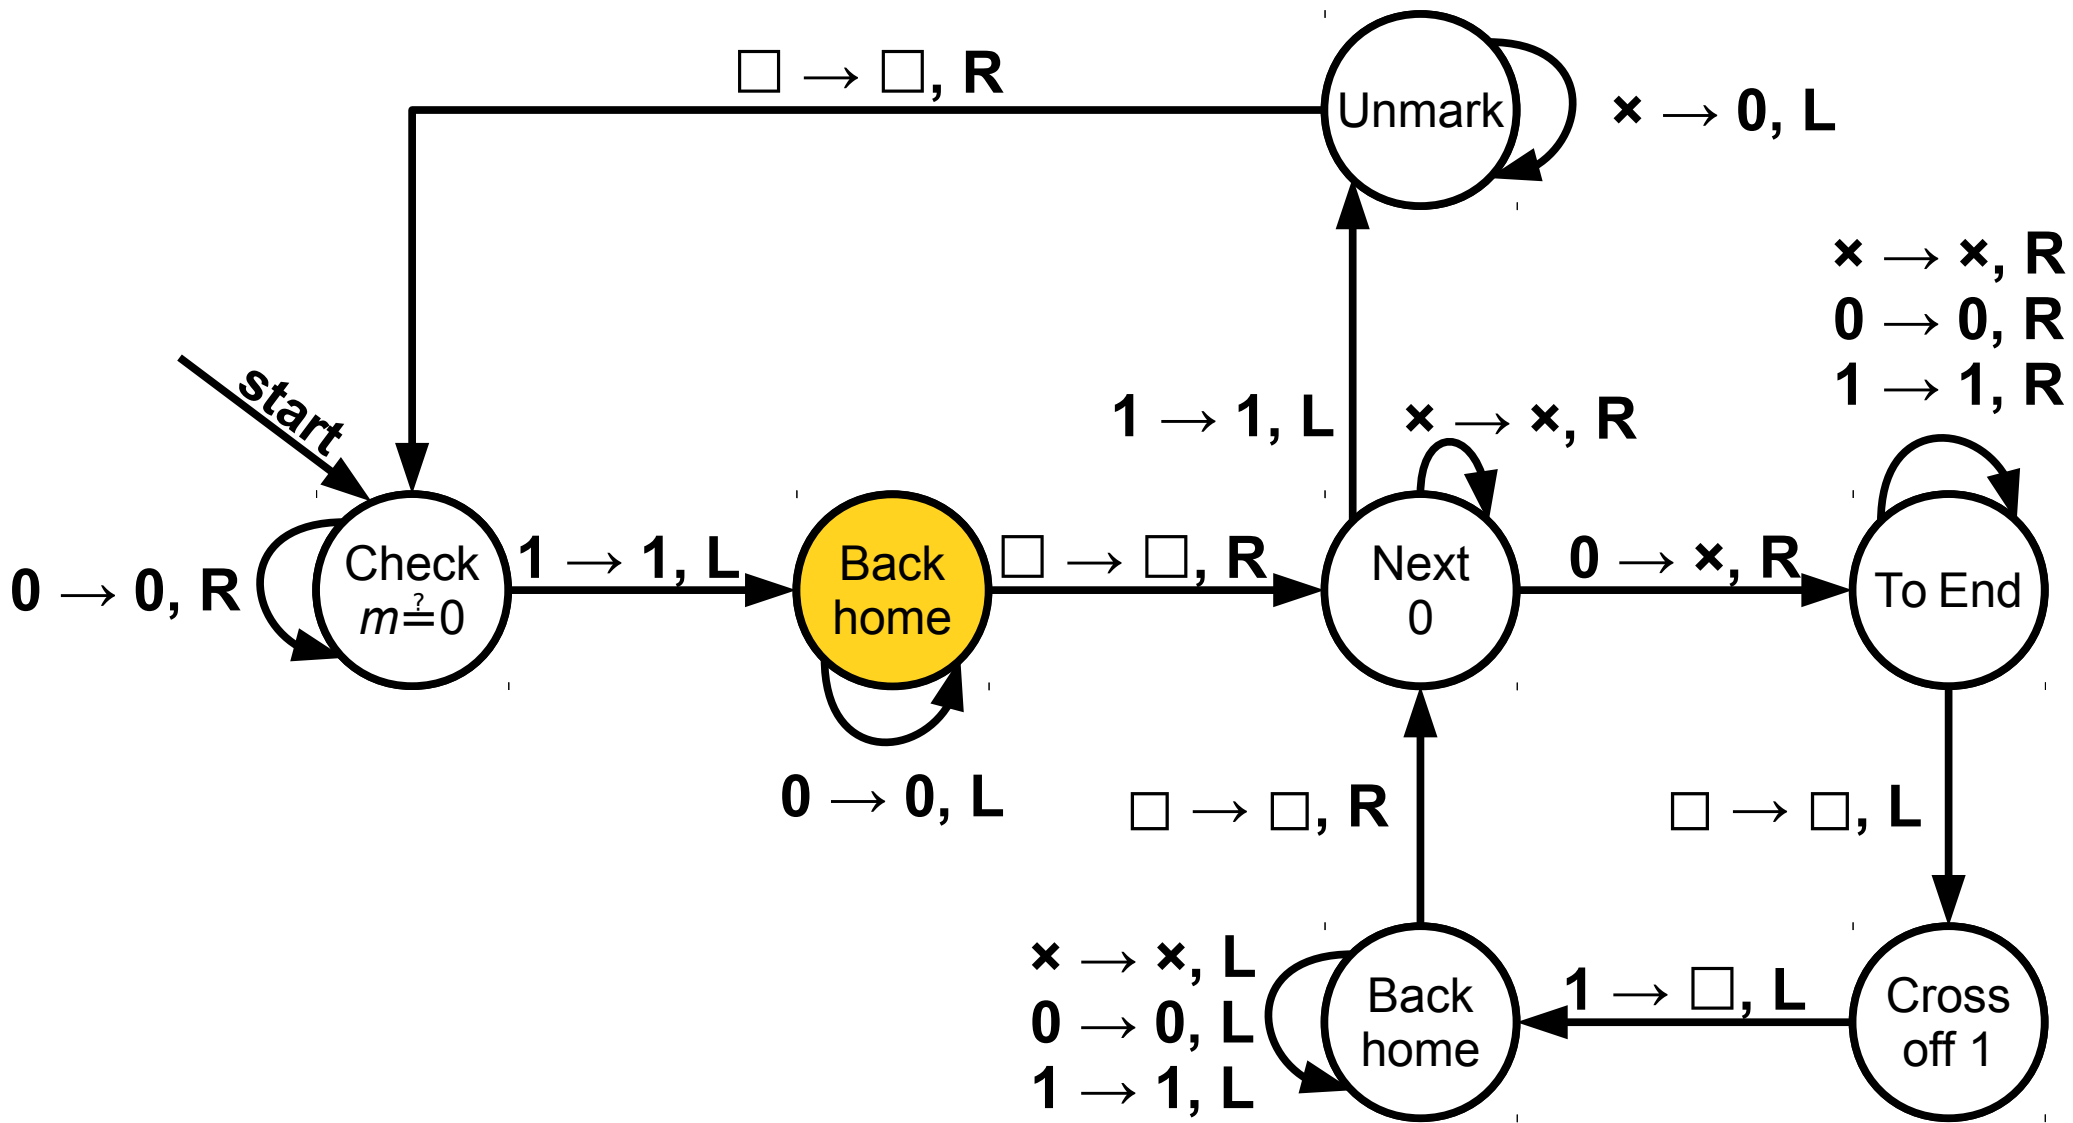 □ → □, R
Unmark
× → 0, L
× → ×, R
0 → 0, R
1 → 1, R
start
1 → 1, L
× → ×, R
0 → 0, R
Check
m≟0
1 → 1, L
Back
home
□ → □, R
Next
0
0 → ×, R
To End
0 → 0, L
□ → □, R
□ → □, L
× → ×, L
0 → 0, L
1 → 1, L
Back
home
1 → □, L
Cross
off 1